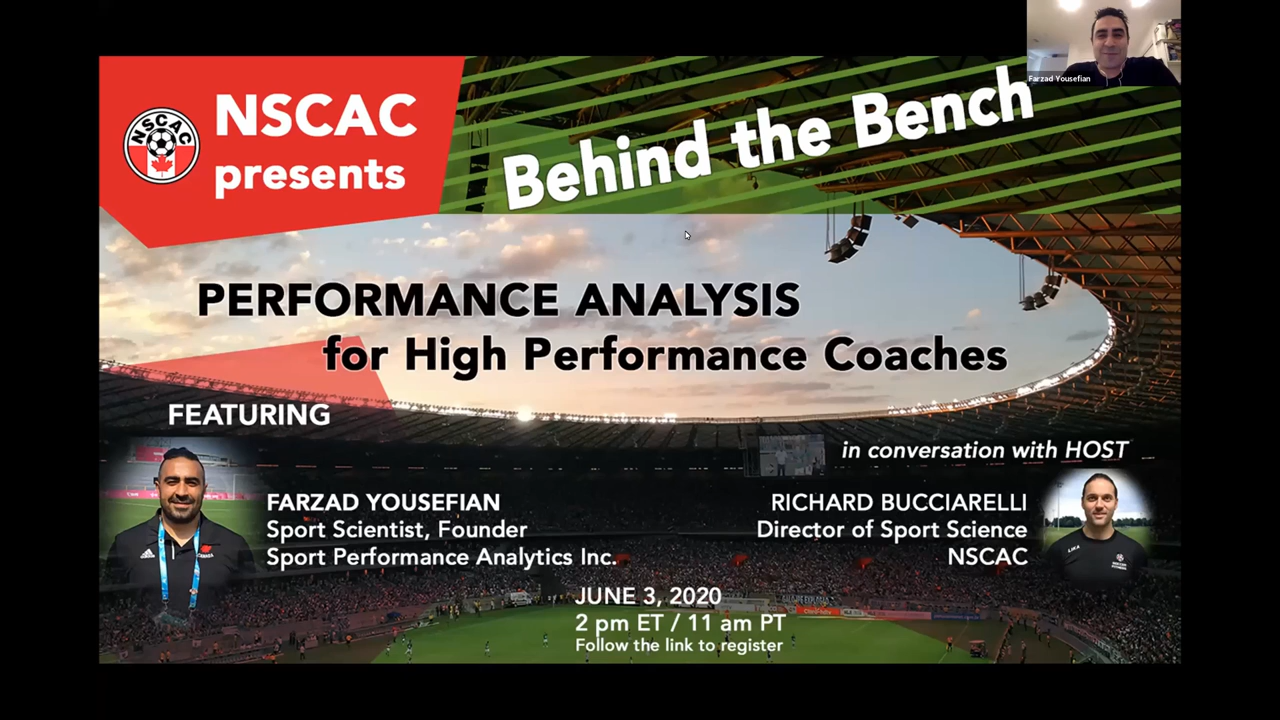 Farzad Yousefian
NSCAC
NSCAC
presents
Behind the Bench
PERFORMANCE ANALYSIS
for High Performance Coaches
FEATURING
in conversation with HOST
FARZAD YOUSEFIAN
Sport Scientist, Founder
Sport Performance Analytics Inc.
RICHARD BUCCIARELLI
Director of Sport Science
NSCAC
JUNE 3, 2020
2 pm ET / 11 am PT
Follow the link to register